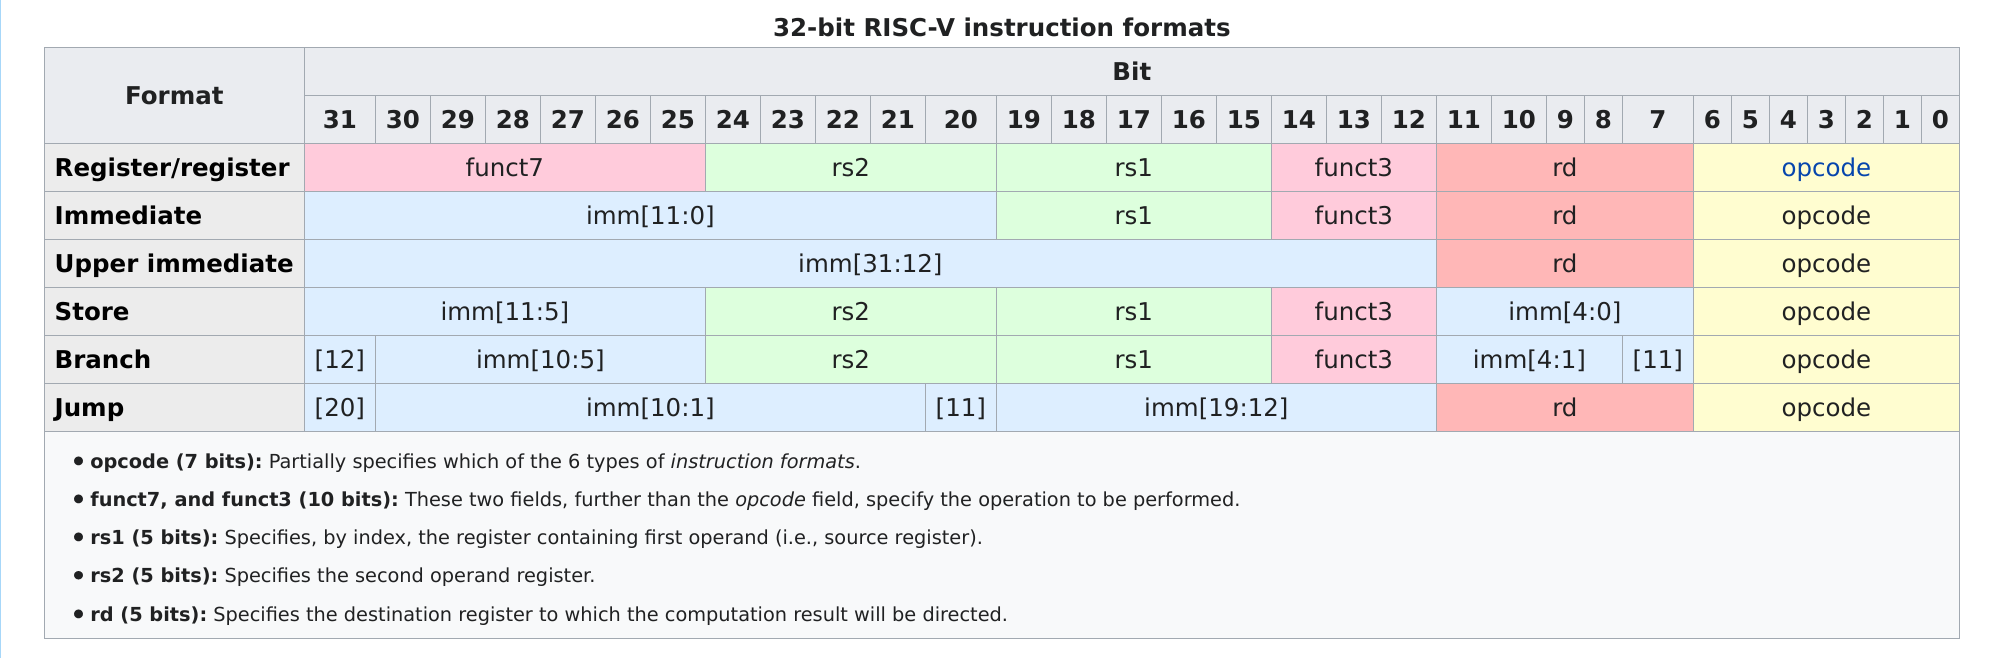 32-bit RISC-V instruction formats
Format Bit
31 30 29 28 27 26 25 24 23 22 21 20 19 18 17 16 15 14 13 12 11 10 9 8 7 6 5 4 3 2 1 0
Register/register funct7 rs2 rs1 funct3 rd opcode
Immediate imm[11:0] rs1 funct3 rd opcode
Upper immediate imm[31:12] rd opcode
Store imm[11:5] rs2 rs1 funct3 imm[4:0] opcode
Branch [12] imm[10:5] rs2 rs1 funct3 imm[4:1] [11] opcode
Jump [20] imm[10:1] [11] imm[19:12] rd opcode
• opcode (7 bits): Partially specifies which of the 6 types of instruction formats.
• funct7, and funct3 (10 bits): These two fields, further than the opcode field, specify the operation to be performed.
• rs1 (5 bits): Specifies, by index, the register containing first operand (i.e., source register).
• rs2 (5 bits): Specifies the second operand register.
• rd (5 bits): Specifies the destination register to which the computation result will be directed.